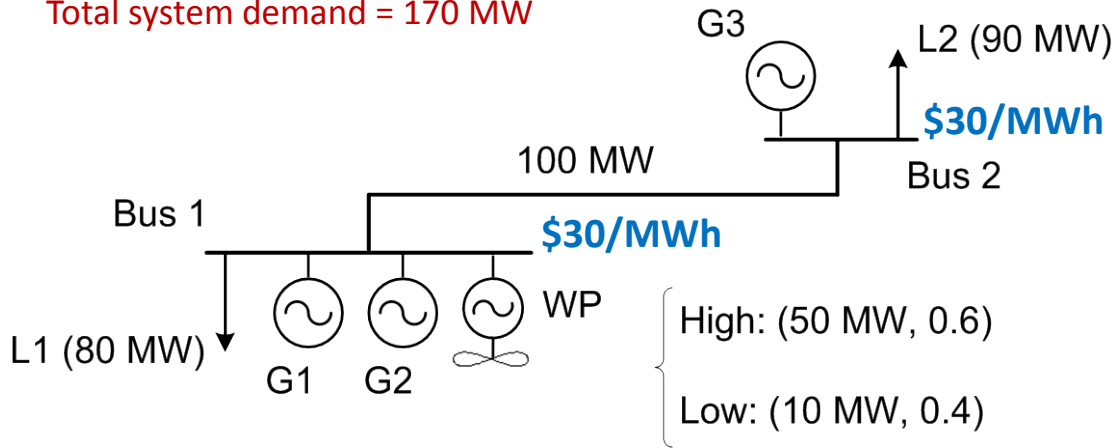 Total system demand = 170 MW
G3
L2 (90 MW)
$30/MWh
100 MW
Bus 2
Bus 1
$30/MWh
WP
High: (50 MW, 0.6)
L1 (80 MW)
G1
G2
Low: (10 MW, 0.4)